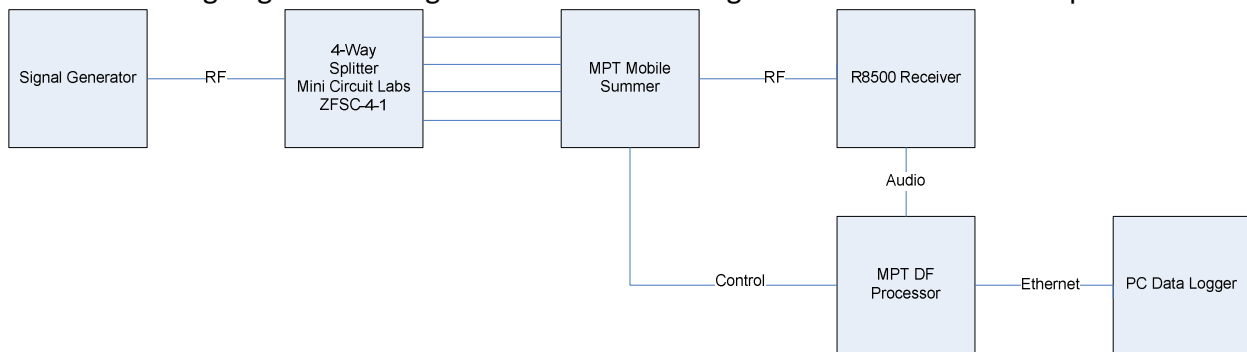 Signal Generator
RF
4-Way
Splitter
Mini Circuit Labs
ZFSC-4-1
MPT Mobile
Summer
RF
R8500 Receiver
Audio
Control
MPT DF
Processor
Ethernet
PC Data Logger